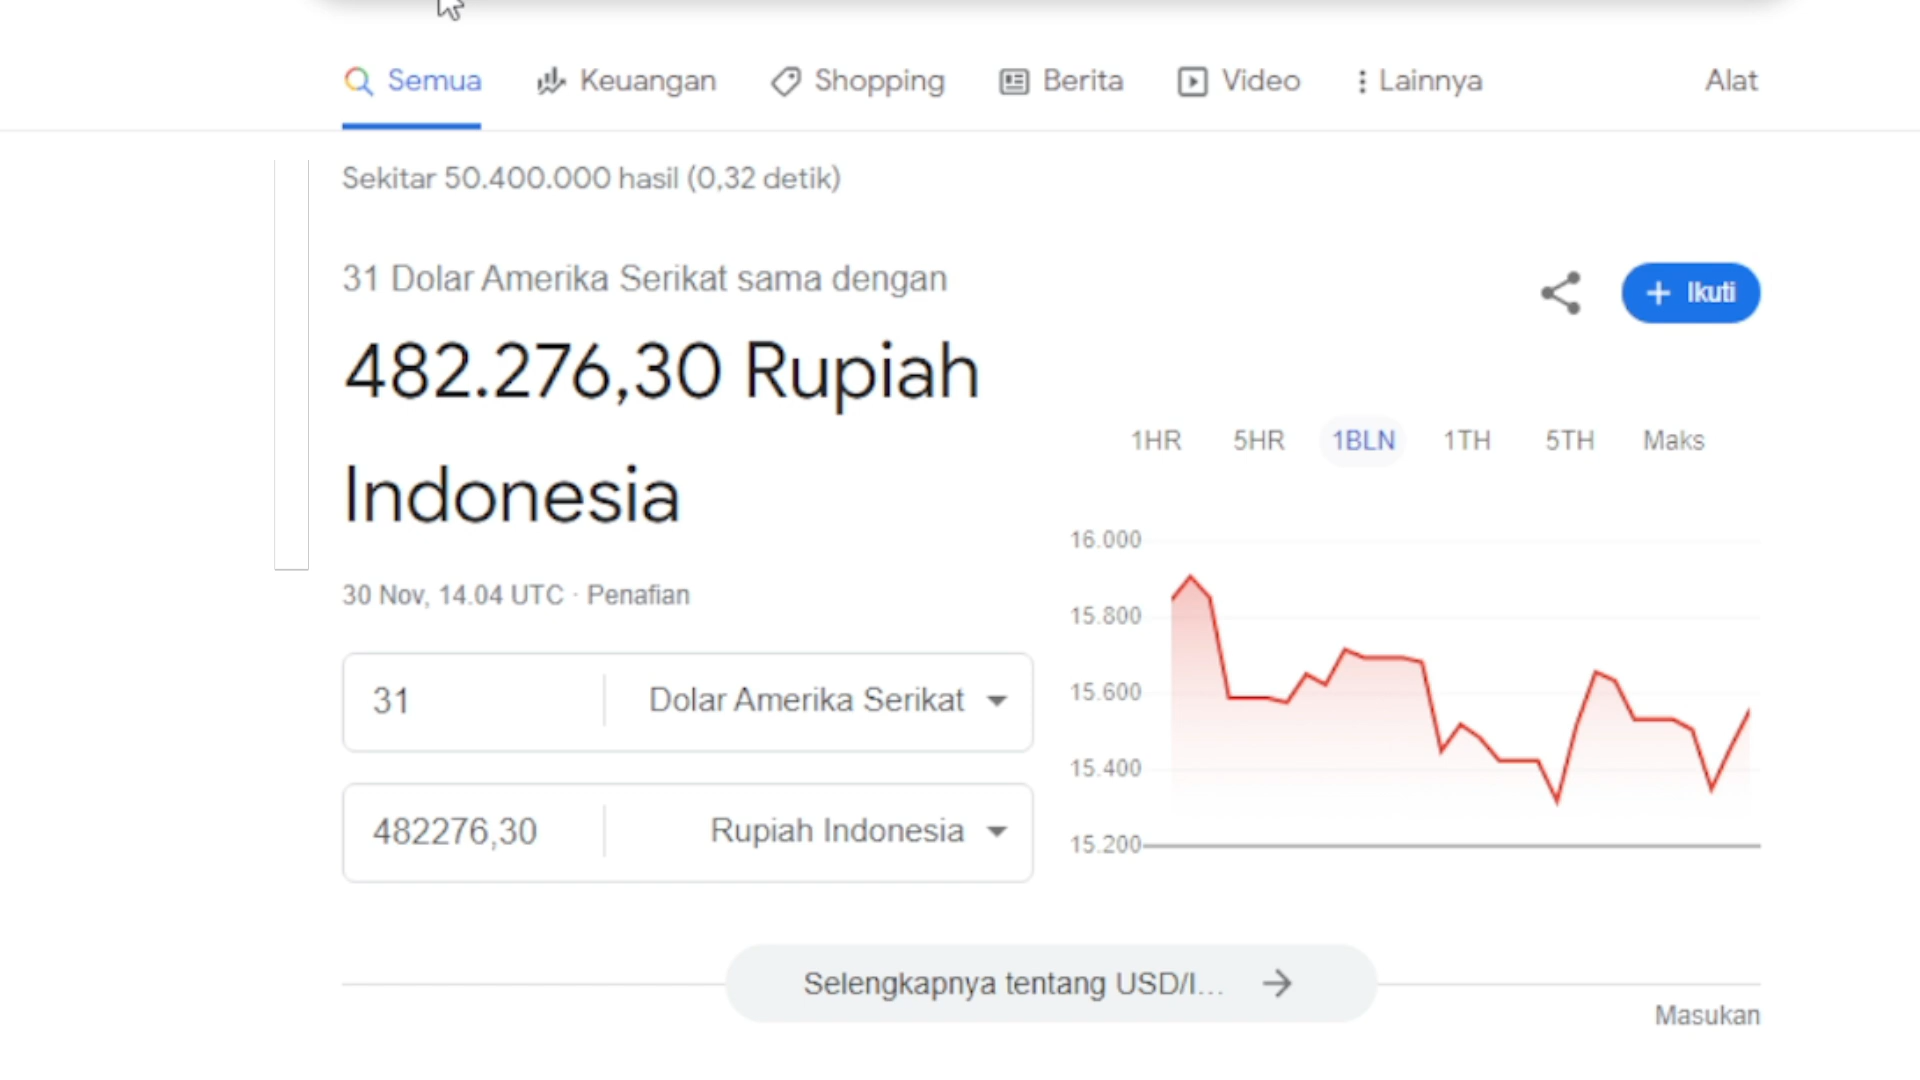 Semua Keuangan Shopping Berita Video Lainnya Alat
Sekitar 50.400.000 hasil (0,32 detik)
31 Dolar Amerika Serikat sama dengan
482.276,30 Rupiah
Indonesia
30 Nov, 14.04 UTC · Penafian
31 Dolar Amerika Serikat
482276,30 Rupiah Indonesia
+ Ikuti
1HR 5HR 1BLN 1TH 5TH Maks
16.000
15.800
15.600
15.400
15.200
Selengkapnya tentang USD/I...
Masukan